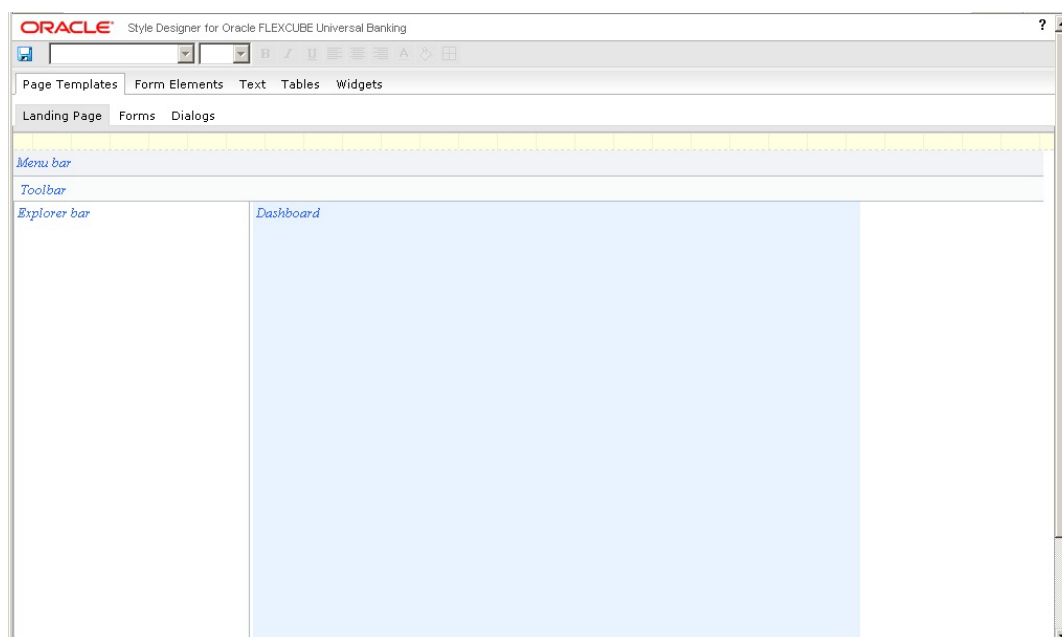 ORACLE® Style Designer for Oracle FLEXCUBE Universal Banking ?
B I U A
Page Templates Form Elements Text Tables Widgets
Landing Page Forms Dialogs
Menu bar
Toolbar
Explorer bar Dashboard